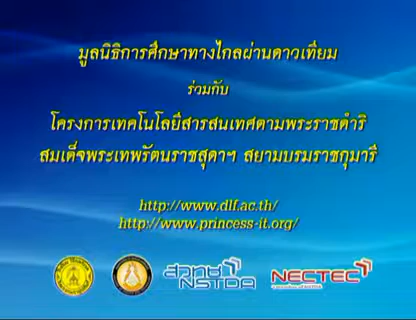 มูลนิธิการศึกษาทางไกลผ่านดาวเทียม
ร่วมกับ
โครงการเทคโนโลยีสารสนเทศตามพระราชดำริ
สมเด็จพระเทพรัตนราชสุดาฯ สยามบรมราชกุมารี
http://www.dlf.ac.th/
http://www.princess-it.org/
สวทช
NSTDA
NECTEC